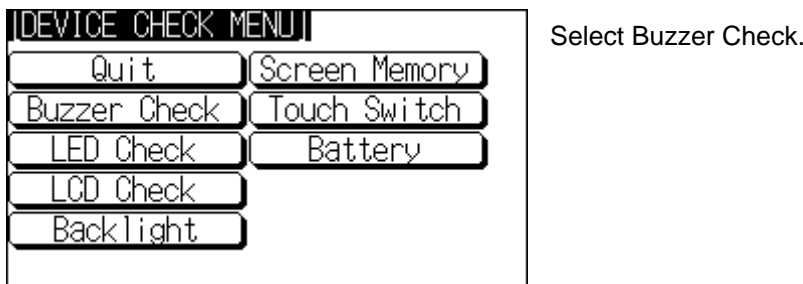 DEVICE CHECK MENU
Select Buzzer Check.
Quit
Screen Memory
Buzzer Check
Touch Switch
LED Check
Battery
LCD Check
Backlight